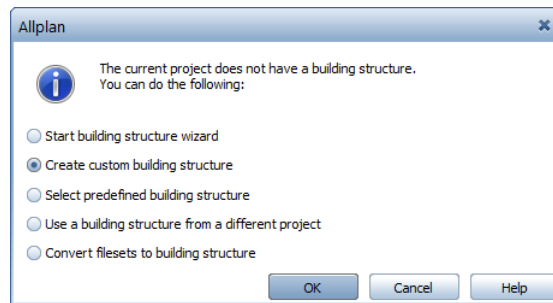 Allplan
The current project does not have a building structure.
You can do the following:
Start building structure wizard
Create custom building structure
Select predefined building structure
Use a building structure from a different project
Convert filesets to building structure
OK
Cancel
Help